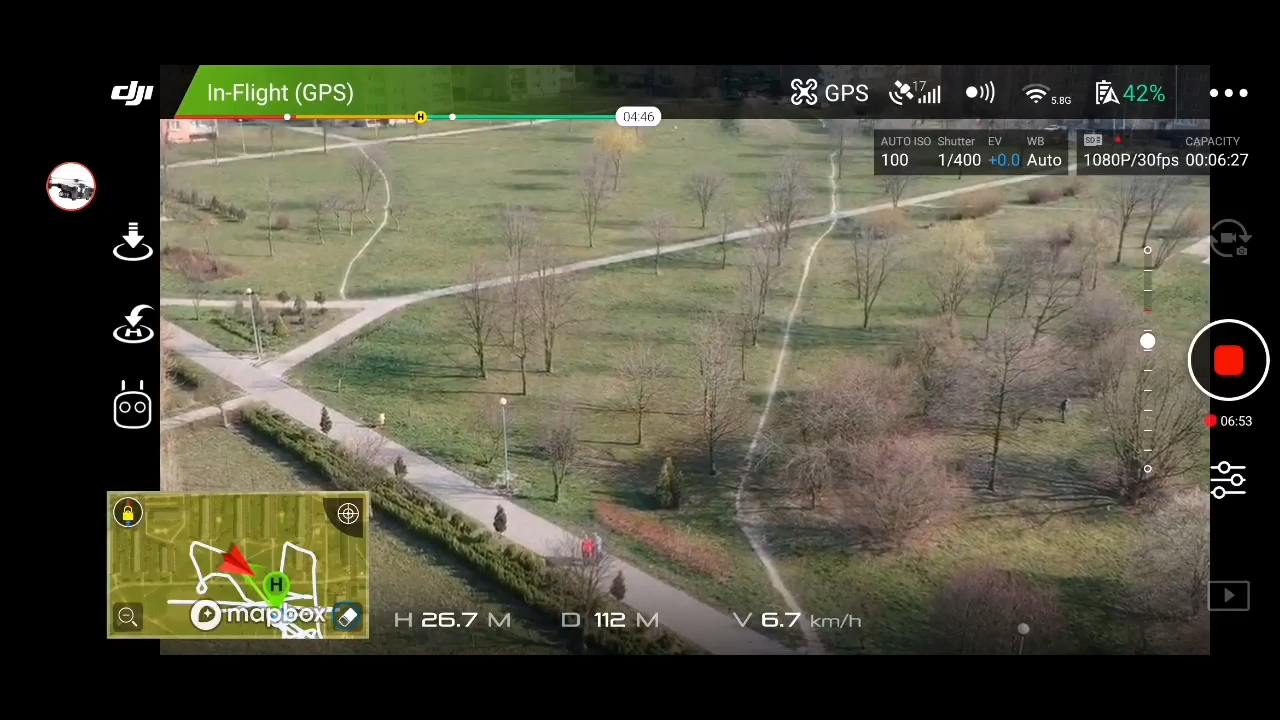 dji
In-Flight (GPS)
GPS
17
5.8G
42%
H
04:46
AUTO ISO Shutter EV WB
100 1/400 +0.0 Auto
SD
CAPACITY
1080P/30fps 00:06:27
H
06:53
H
mapbox
H 26.7 M D 112 M V 6.7 km/h